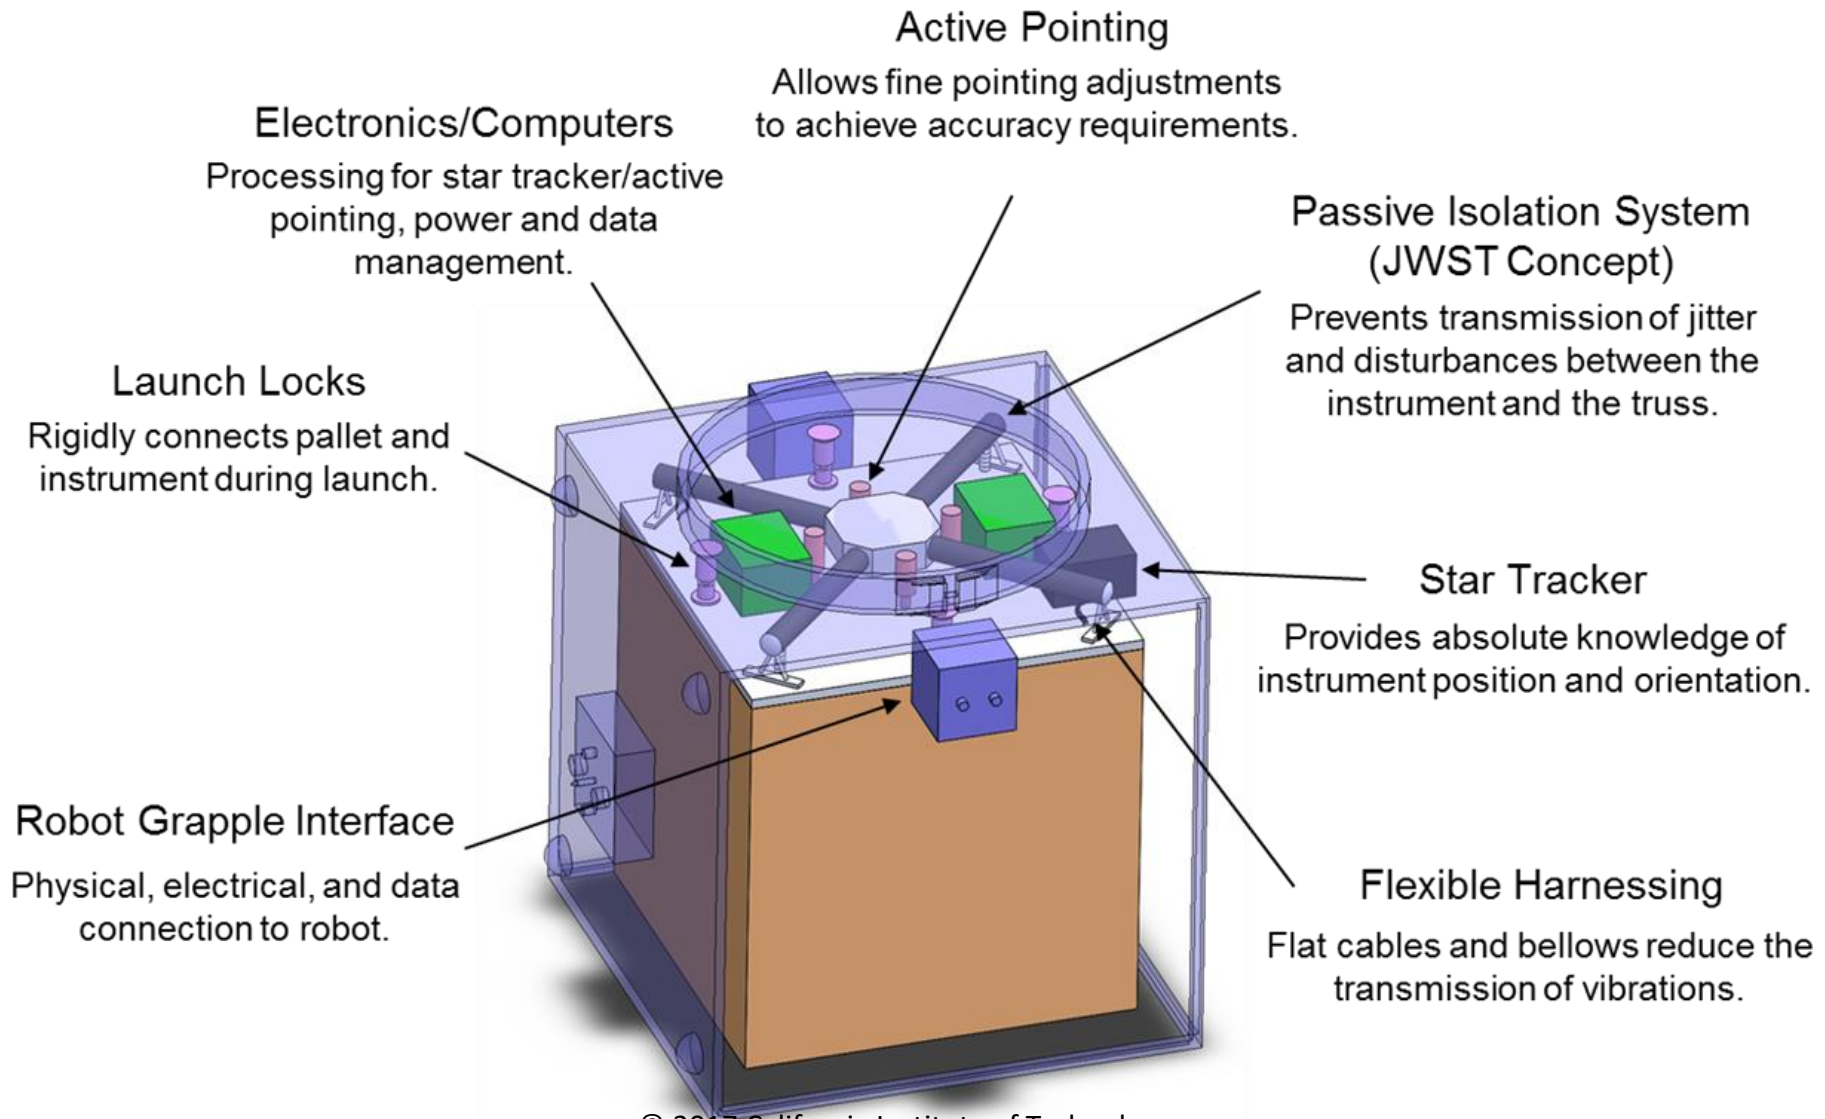 Active Pointing
Allows fine pointing adjustments
to achieve accuracy requirements.
Electronics/Computers
Processing for star tracker/active
pointing, power and data
management.
Passive Isolation System
(JWST Concept)
Prevents transmission of jitter
and disturbances between the
instrument and the truss.
Launch Locks
Rigidly connects pallet and
instrument during launch.
Star Tracker
Provides absolute knowledge of
instrument position and orientation.
Robot Grapple Interface
Physical, electrical, and data
connection to robot.
Flexible Harnessing
Flat cables and bellows reduce the
transmission of vibrations.
© 2017 California Institute of